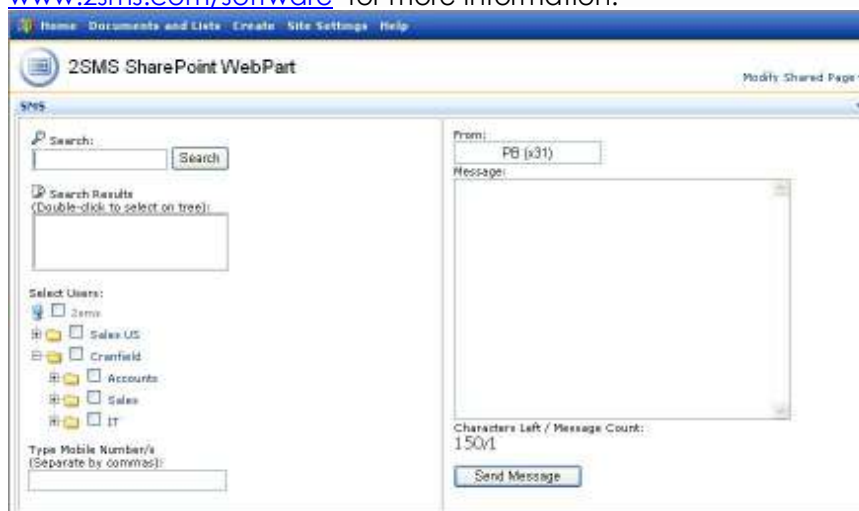 www.2sms.com/software for more information.
Home Documents and Lists Create Site Settings Help
2SMS SharePoint WebPart
Modify Shared Page
SMS
Search:
Search
Search Results
(Double-click to select on tree):
Select Users:
2sms
Sales US
Cranfield
Accounts
Sales
IT
Type Mobile Number/s
(Separate by commas):
From:
PB (x31)
Message:
Characters Left / Message Count:
150/1
Send Message